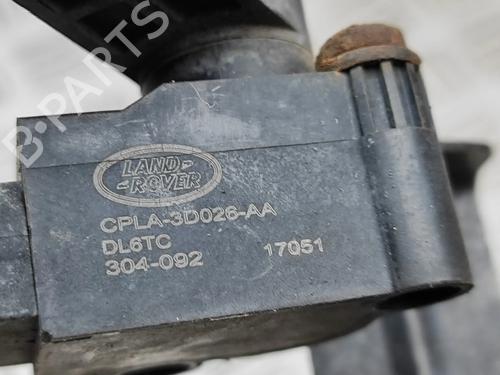 B-PARTS
LAND-
-ROVER
CPLA-3D026-AA
DL6TC
304-092 17051